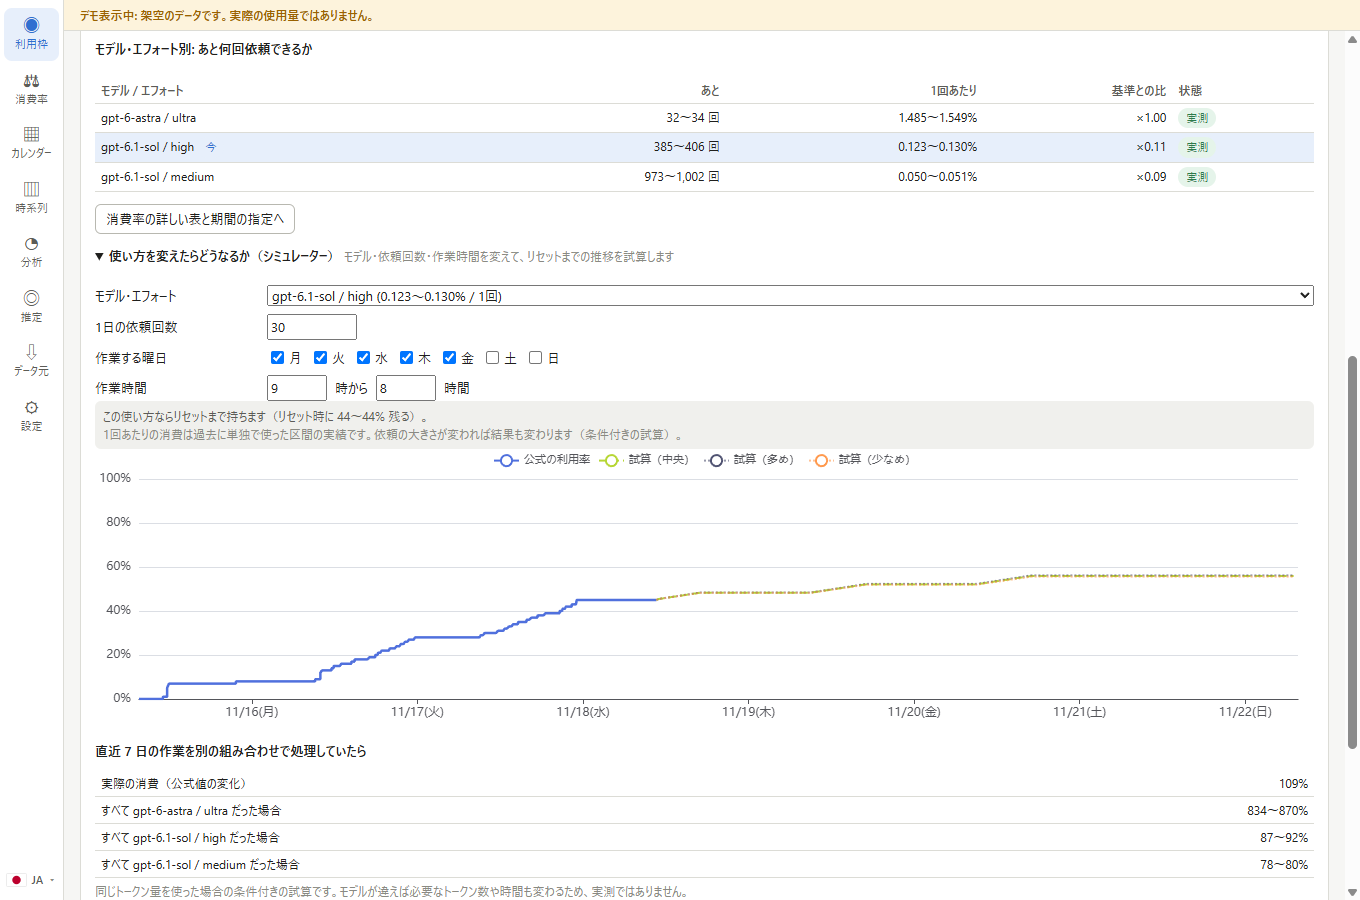 デモ表示中: 架空のデータです。実際の使用量ではありません。
利用枠
消費率
カレンダー
時系列
分析
推定
データ元
設定
JA
モデル・エフォート別: あと何回依頼できるか
モデル / エフォート あと 1回あたり 基準との比 状態
gpt-6-astra / ultra 32〜34 回 1.485〜1.549% ×1.00 実測
gpt-6.1-sol / high 今 385〜406 回 0.123〜0.130% ×0.11 実測
gpt-6.1-sol / medium 973〜1,002 回 0.050〜0.051% ×0.09 実測
消費率の詳しい表と期間の指定へ
▼ 使い方を変えたらどうなるか（シミュレーター） モデル・依頼回数・作業時間を変えて、リセットまでの推移を試算します
モデル・エフォート gpt-6.1-sol / high (0.123〜0.130% / 1回)
1日の依頼回数 30
作業する曜日 月 火 水 木 金 土 日
作業時間 9 時から 8 時間
この使い方ならリセットまで持ちます（リセット時に 44〜44% 残る）。
1回あたりの消費は過去に単独で使った区間の実績です。依頼の大きさが変われば結果も変わります（条件付きの試算）。
公式の利用率 試算（中央） 試算（多め） 試算（少なめ）
100%
80%
60%
40%
20%
0%
11/16(月) 11/17(火) 11/18(水) 11/19(木) 11/20(金) 11/21(土) 11/22(日)
直近 7 日の作業を別の組み合わせで処理していたら
実際の消費（公式値の変化） 109%
すべて gpt-6-astra / ultra だった場合 834〜870%
すべて gpt-6.1-sol / high だった場合 87〜92%
すべて gpt-6.1-sol / medium だった場合 78〜80%
同じトークン量を使った場合の条件付きの試算です。モデルが違えば必要なトークン数や時間も変わるため、実測ではありません。